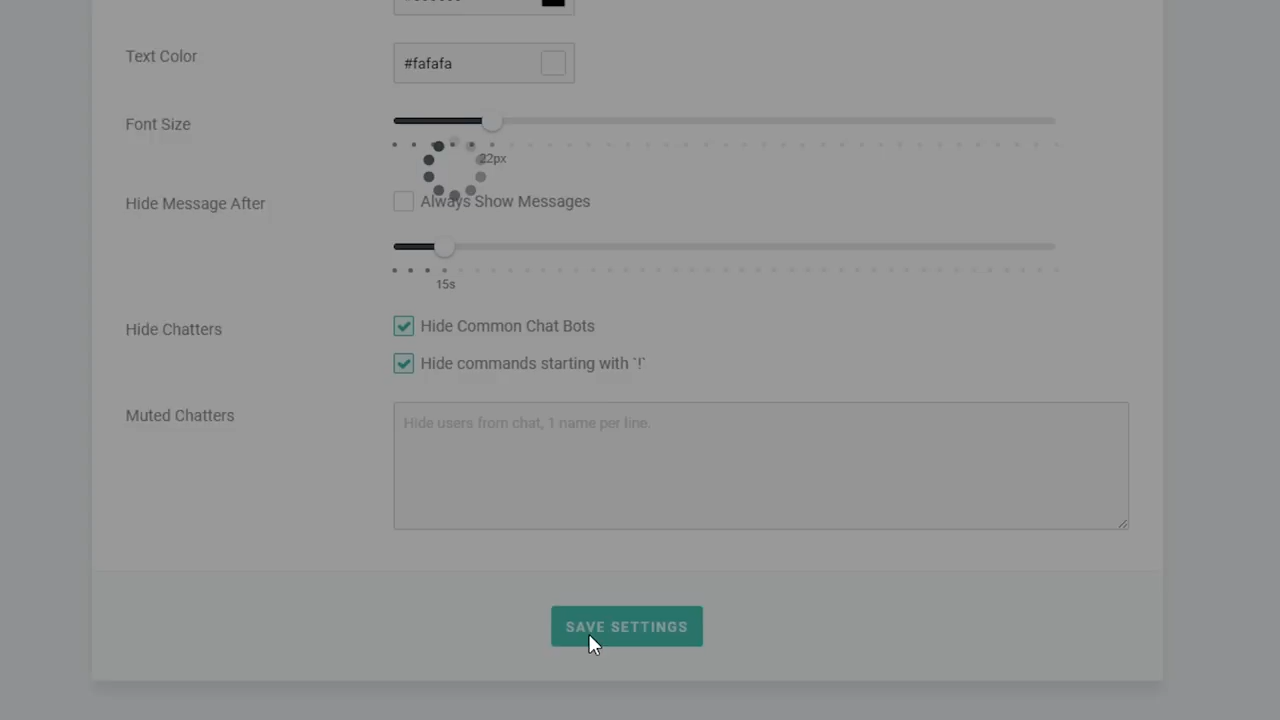 Text Color
#fafafa
Font Size
22px
Hide Message After
Always Show Messages
15s
Hide Chatters
Hide Common Chat Bots
Hide commands starting with `!`
Muted Chatters
Hide users from chat, 1 name per line.
SAVE SETTINGS